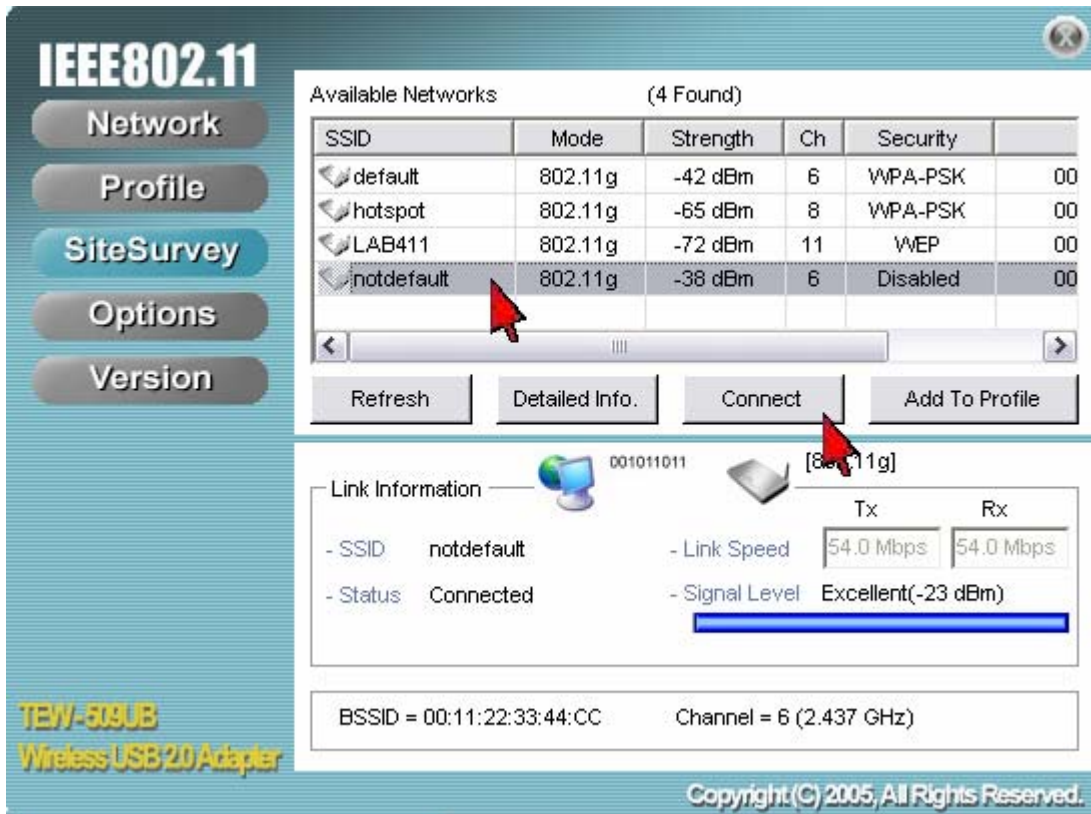 IEEE802.11
Network
Profile
SiteSurvey
Options
Version
Available Networks (4 Found)
SSID Mode Strength Ch Security
default 802.11g -42 dBm 6 WPA-PSK 00
hotspot 802.11g -65 dBm 8 WPA-PSK 00
LAB411 802.11g -72 dBm 11 WEP 00
notdefault 802.11g -38 dBm 6 Disabled 00
Refresh Detailed Info. Connect Add To Profile
001011011
Link Information
Tx Rx
- SSID notdefault - Link Speed 54.0 Mbps 54.0 Mbps
- Status Connected - Signal Level Excellent(-23 dBm)
BSSID = 00:11:22:33:44:CC Channel = 6 (2.437 GHz)
TEW-509UB
Wireless USB 2.0 Adapter
Copyright (C) 2005, All Rights Reserved.